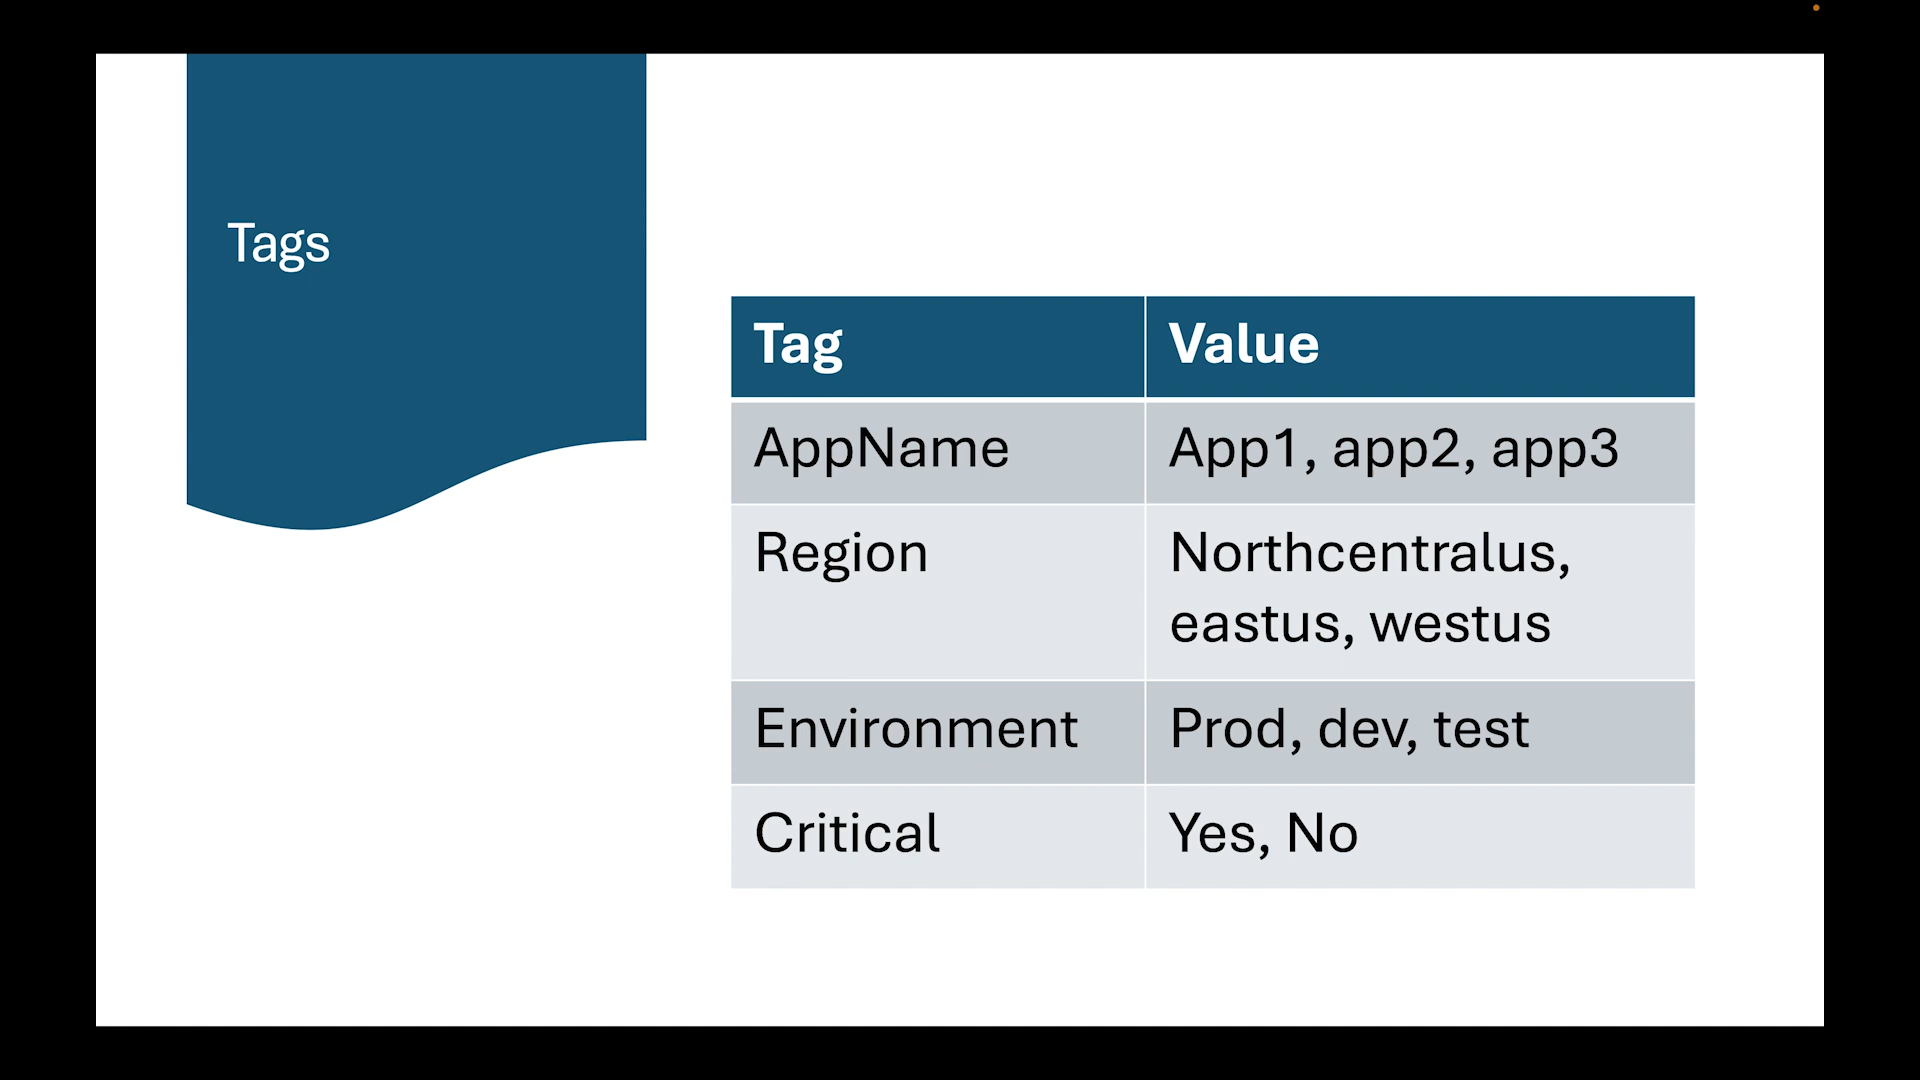 Tags
Tag Value
AppName App1, app2, app3
Region Northcentralus,
eastus, westus
Environment Prod, dev, test
Critical Yes, No